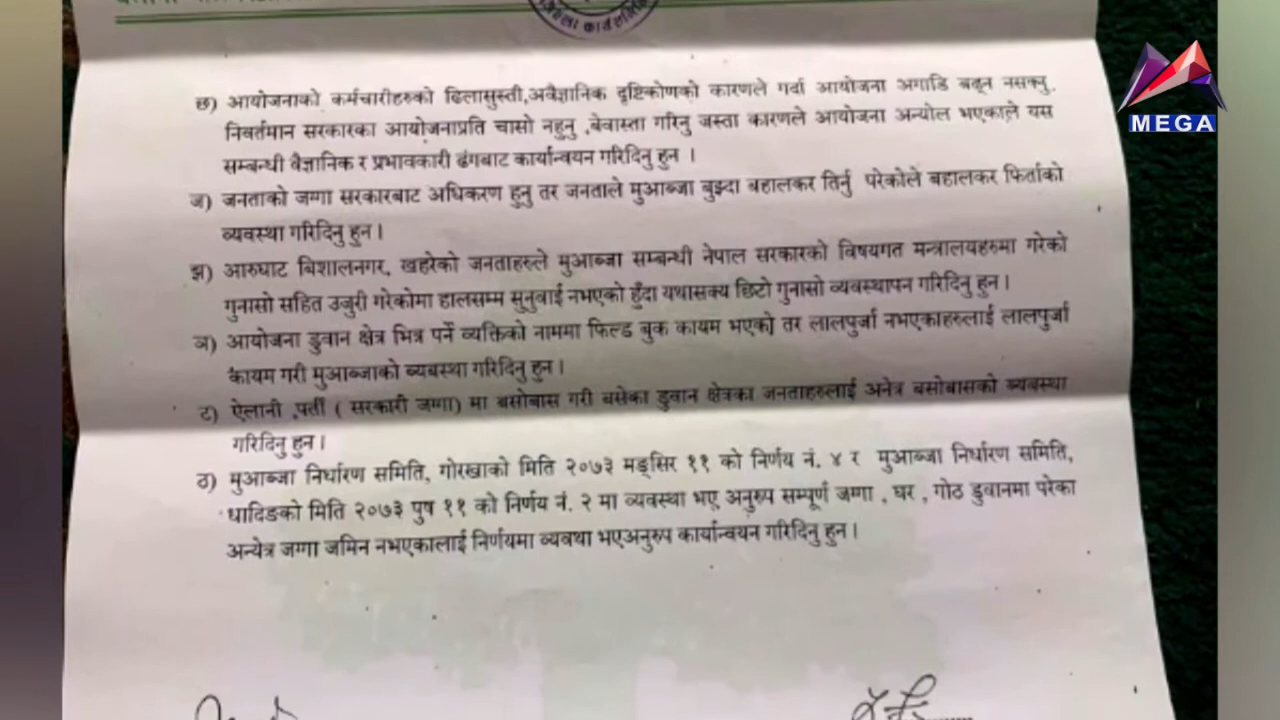 जिल्ला कार्यसमिति
MEGA
छ) आयोजनाको कर्मचारीहरुको ढिलासुस्ती,अवैज्ञानिक दृष्टिकोणको कारणले गर्दा आयोजना अगाडि बढ्न नसक्नु.
निवर्तमान सरकारका आयोजनाप्रति चासो नहुनु ,बेवास्ता गरिनु जस्ता कारणले आयोजना अन्योल भएकाले यस
सम्बन्धी वैज्ञानिक र प्रभावकारी ढंगबाट कार्यान्वयन गरिदिनु हुन ।
ज) जनताको जग्गा सरकारबाट अधिकरण हुनु तर जनताले मुआब्जा बुझ्दा बहालकर तिर्नु परेकोले बहालकर फिर्ताको
व्यवस्था गरिदिनु हुन ।
झ) आरुघाट बिशालनगर, खहरेको जनताहरुले मुआब्जा सम्बन्धी नेपाल सरकारको विषयगत मन्त्रालयहरुमा गरेको
गुनासो सहित उजुरी गरेकोमा हालसम्म सुनुवाई नभएको हुँदा यथासक्य छिटो गुनासो व्यवस्थापन गरिदिनु हुन ।
ञ) आयोजना डुवान क्षेत्र भित्र पर्ने व्यक्तिको नाममा फिल्ड बुक कायम भएको तर लालपुर्जा नभएकाहरुलाई लालपुर्जा
कायम गरी मुआब्जाको ब्यबस्था गरिदिनु हुन ।
ट) ऐलानी ,पर्ती ( सरकारी जग्गा) मा बसोबास गरी बसेका डुवान क्षेत्रका जनताहरुलाई अनेत्र बसोबासको ब्यबस्था
गरिदिनु हुन ।
ठ) मुआब्जा निर्धारण समिति, गोरखाको मिति २०७३ मङ्सिर ११ को निर्णय नं. ४ र मुआब्जा निर्धारण समिति,
धादिङको मिति २०७३ पुष ११ को निर्णय नं. २ मा व्यवस्था भए अनुरुप सम्पूर्ण जग्गा , घर , गोठ डुवानमा परेका
अन्येत्र जग्गा जमिन नभएकालाई निर्णयमा व्यवथा भएअनुरुप कार्यान्वयन गरिदिनु हुन ।